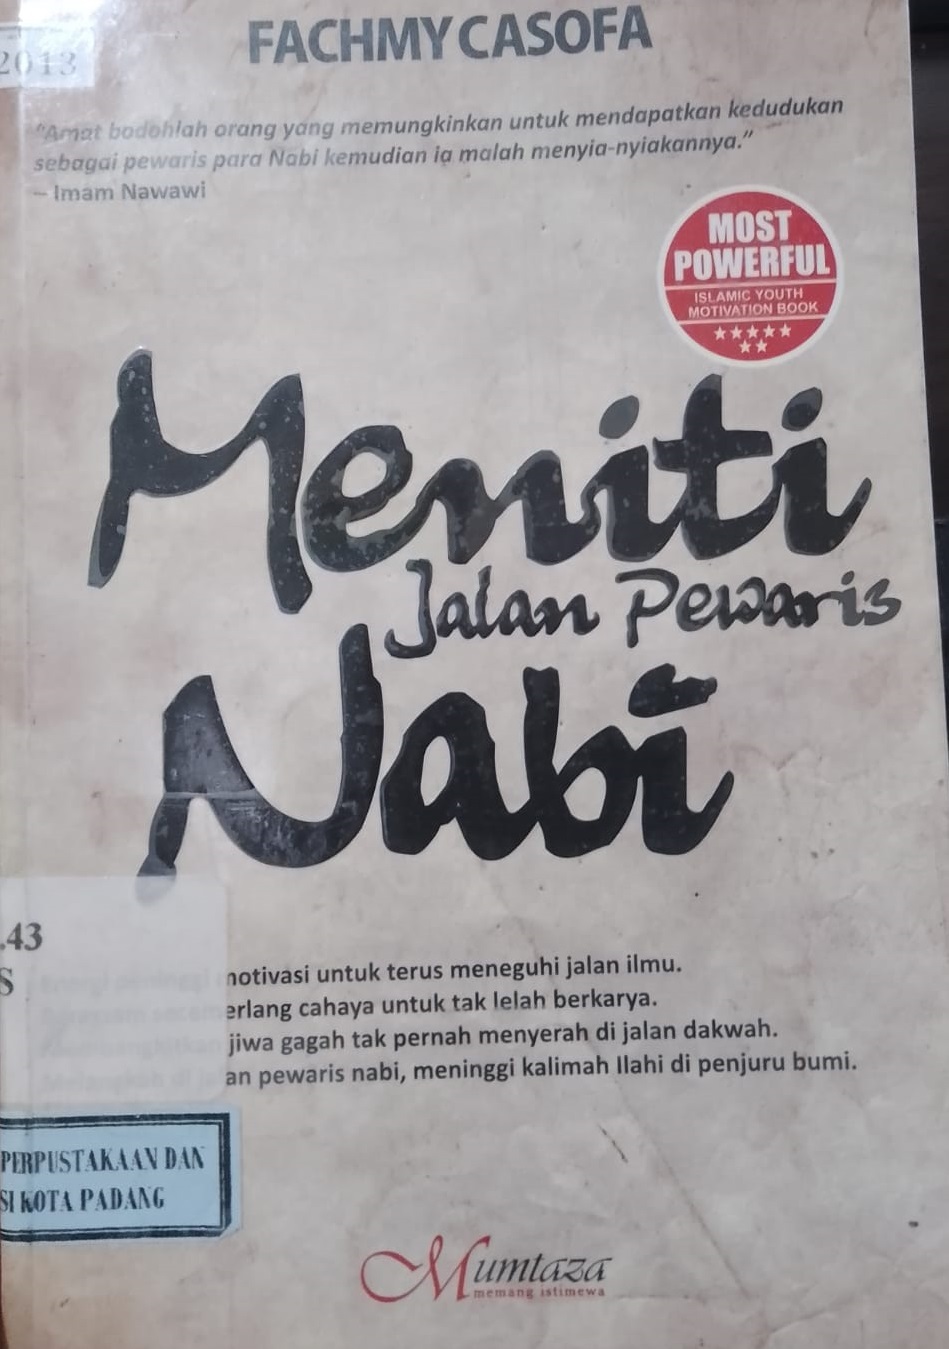 FACHMY CASOFA
2013
"Amat bodohlah orang yang memungkinkan untuk mendapatkan kedudukan
sebagai pewaris para Nabi kemudian ia malah menyia-nyiakannya."
– Imam Nawawi
MOST
POWERFUL
ISLAMIC YOUTH
MOTIVATION BOOK
Meniti
Jalan Pewaris
Nabi
.43
S
motivasi untuk terus meneguhi jalan ilmu.
erlang cahaya untuk tak lelah berkarya.
jiwa gagah tak pernah menyerah di jalan dakwah.
an pewaris nabi, meninggi kalimah Ilahi di penjuru bumi.
PERPUSTAKAAN DAN
SI KOTA PADANG
Mumtaza
memang istimewa